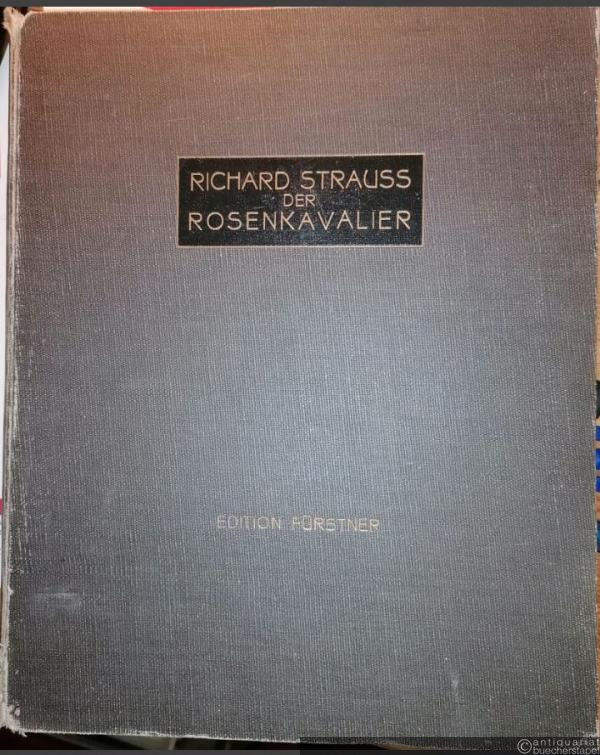 RICHARD STRAUSS
DER
ROSENKAVALIER
EDITION FÜRSTNER
©antiquariat
buecherstapel